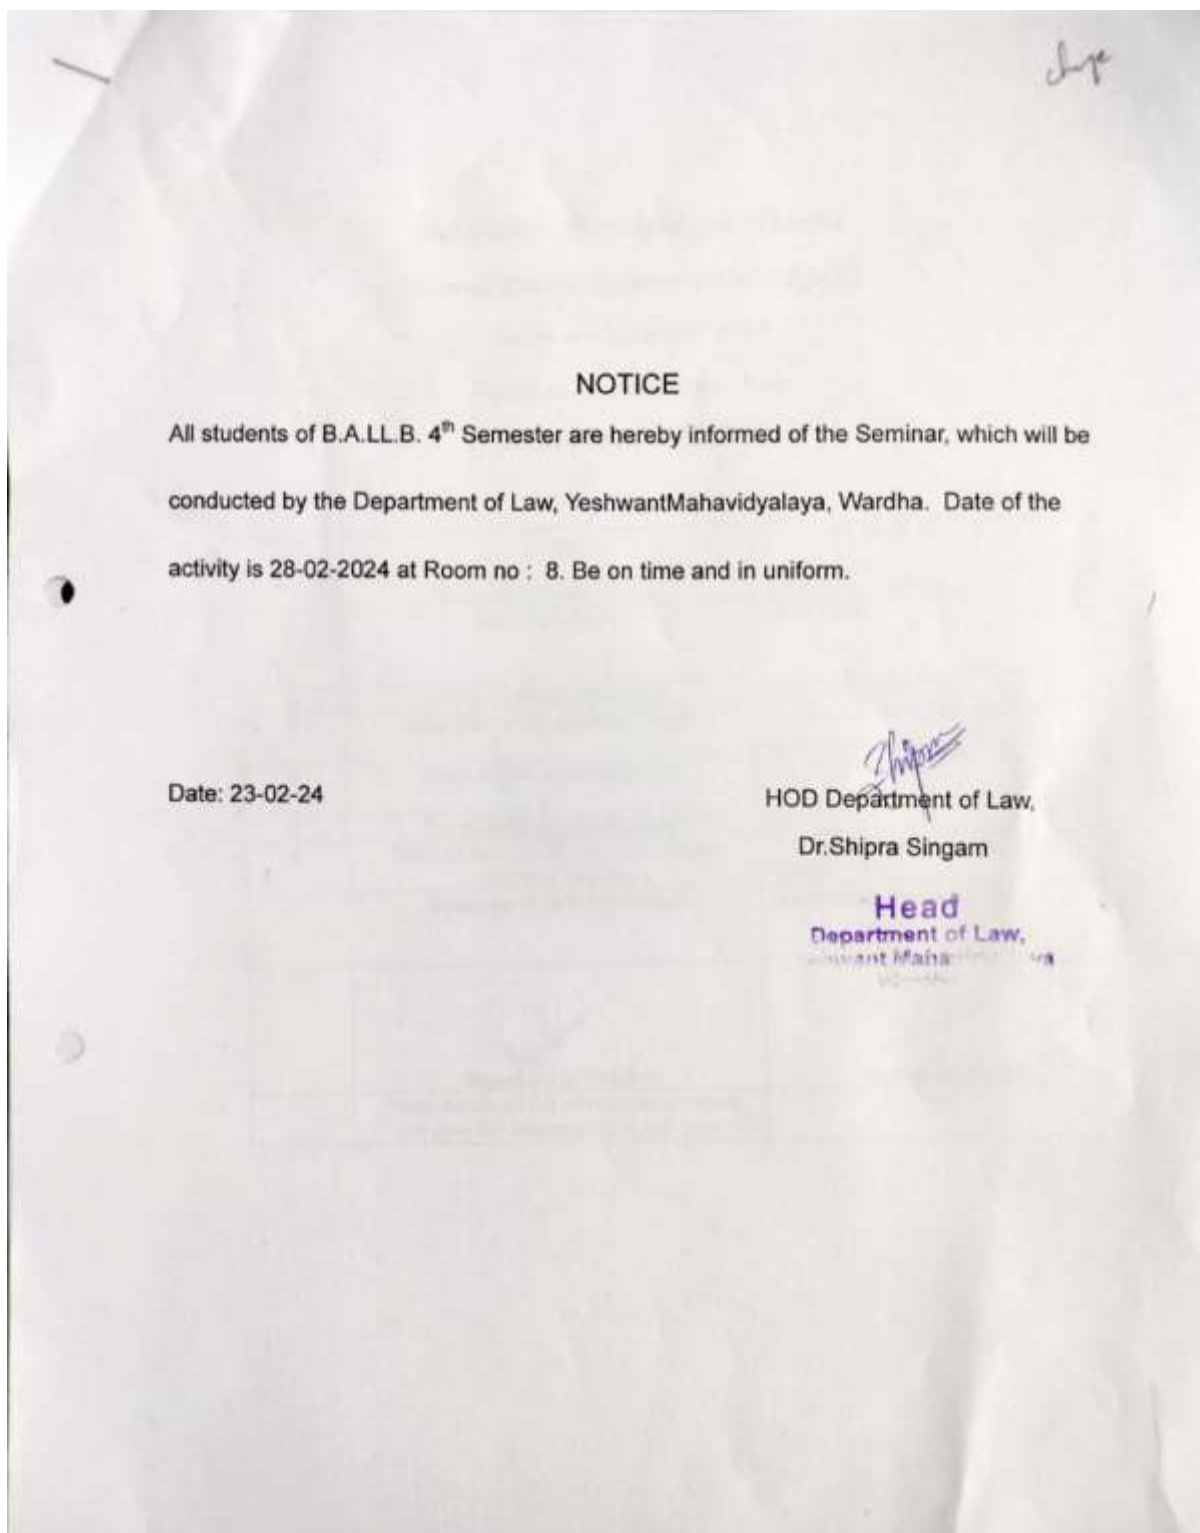 NOTICE
All students of B.A.LL.B. 4th Semester are hereby informed of the Seminar, which will be
conducted by the Department of Law, YeshwantMahavidyalaya, Wardha. Date of the
activity is 28-02-2024 at Room no : 8. Be on time and in uniform.
Date: 23-02-24
HOD Department of Law,
Dr.Shipra Singam
Head
Department of Law,